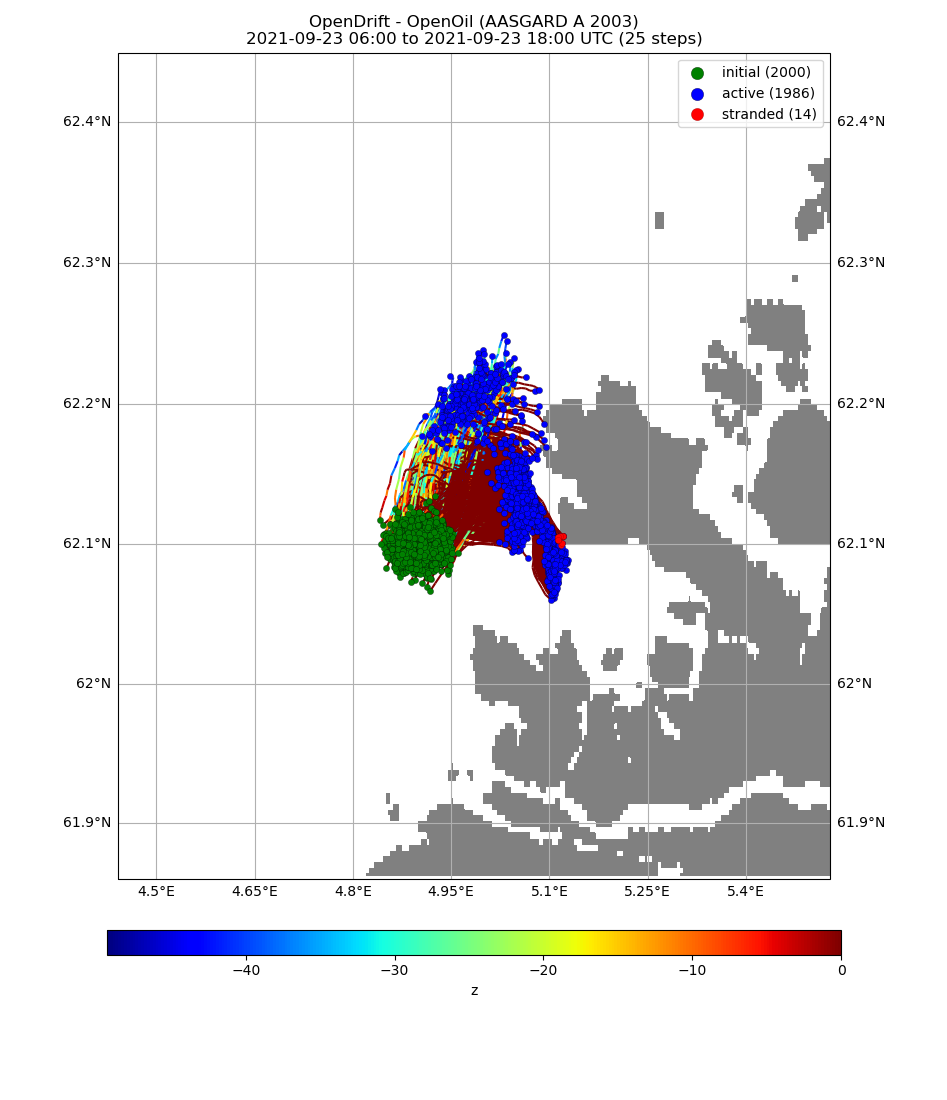 OpenDrift - OpenOil (AASGARD A 2003)
2021-09-23 06:00 to 2021-09-23 18:00 UTC (25 steps)
initial (2000)
active (1986)
stranded (14)
62.4°N 62.4°N
62.3°N 62.3°N
62.2°N 62.2°N
62.1°N 62.1°N
62°N 62°N
61.9°N 61.9°N
4.5°E 4.65°E 4.8°E 4.95°E 5.1°E 5.25°E 5.4°E
−40 −30 −20 −10 0
z